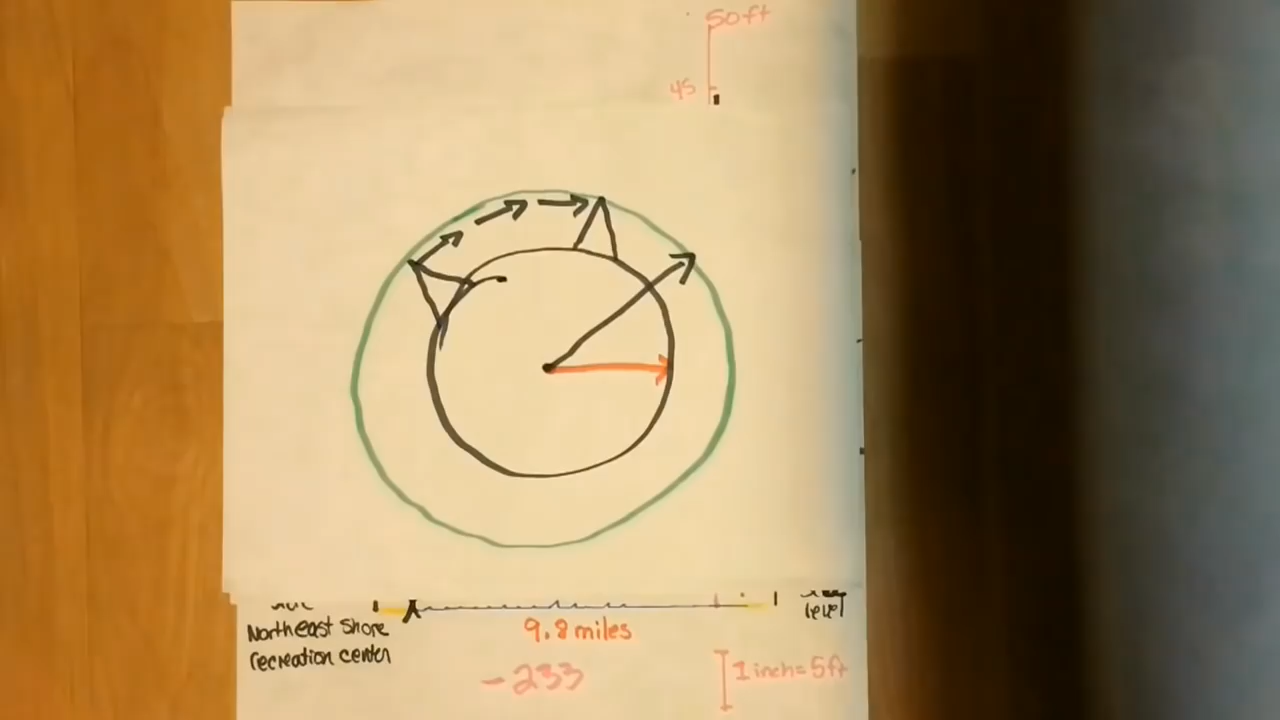 50ft
45
Northeast Shore
recreation center
9.8 miles
level
-233
1 inch = 5ft